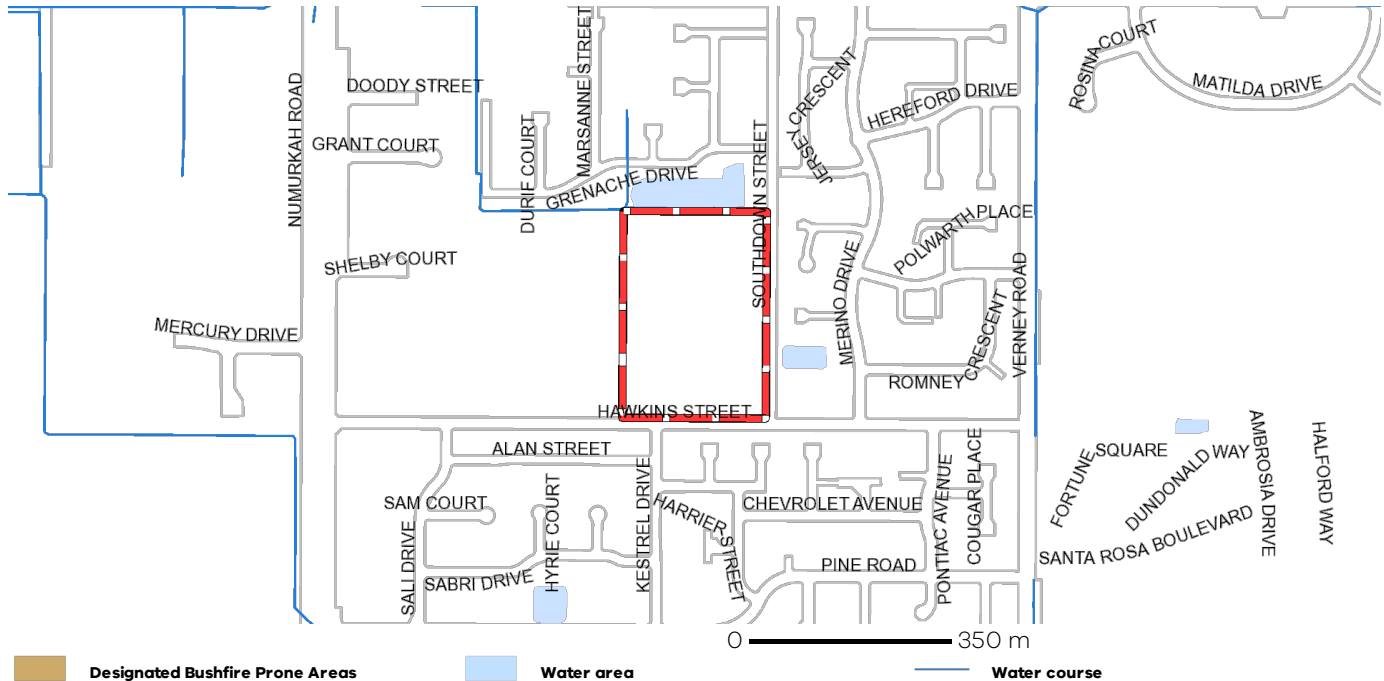 MARSANNE STREET
ROSINA COURT
MATILDA DRIVE
DOODY STREET
NUMURKAH ROAD
JERSEY CRESCENT
HEREFORD DRIVE
GRANT COURT
DURIE COURT
GRENACHE DRIVE
SOUTHDOWN STREET
POLWARTH PLACE
SHELBY COURT
MERINO DRIVE
VERNEY ROAD
MERCURY DRIVE
ROMNEY CRESCENT
HAWKINS STREET
ALAN STREET
FORTUNE SQUARE
DUNDONALD WAY
AMBROSIA DRIVE
HALFORD WAY
SAM COURT
HYRIE COURT
KESTREL DRIVE
HARRIER STREET
CHEVROLET AVENUE
PONTIAC AVENUE
COUGAR PLACE
SANTA ROSA BOULEVARD
SALI DRIVE
SABRI DRIVE
PINE ROAD
0 350 m
Designated Bushfire Prone Areas
Water area
Water course